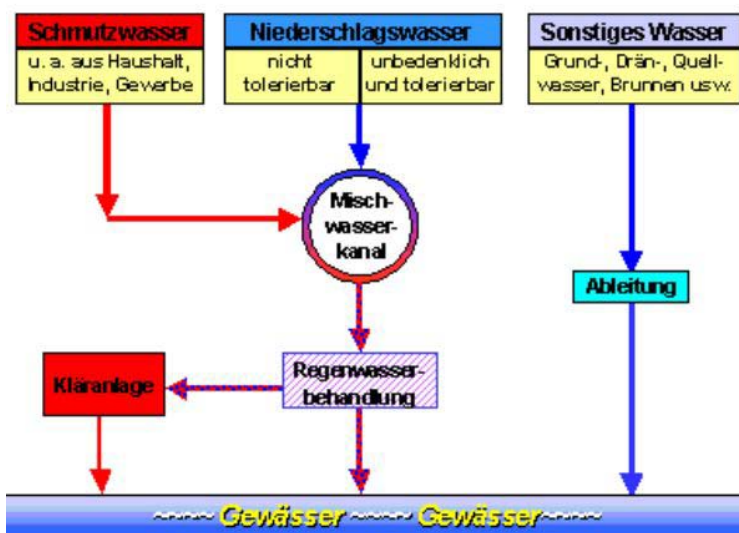 Schmutzwasser
u. a. aus Haushalt,
Industrie, Gewerbe
Niederschlagswasser
nicht
tolerierbar
unbedenklich
und tolerierbar
Sonstiges Wasser
Grund-, Drän-, Quell-
wasser, Brunnen usw.
Misch-
wasser-
kanal
Ableitung
Regenwasser-
behandlung
Kläranlage
~~~~~ Gewässer ~~~~~ Gewässer~~~~~